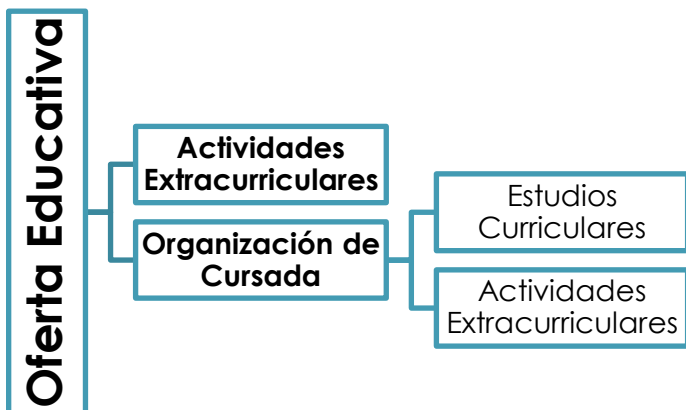 Oferta Educativa
Actividades
Extracurriculares
Organización de
Cursada
Estudios
Curriculares
Actividades
Extracurriculares